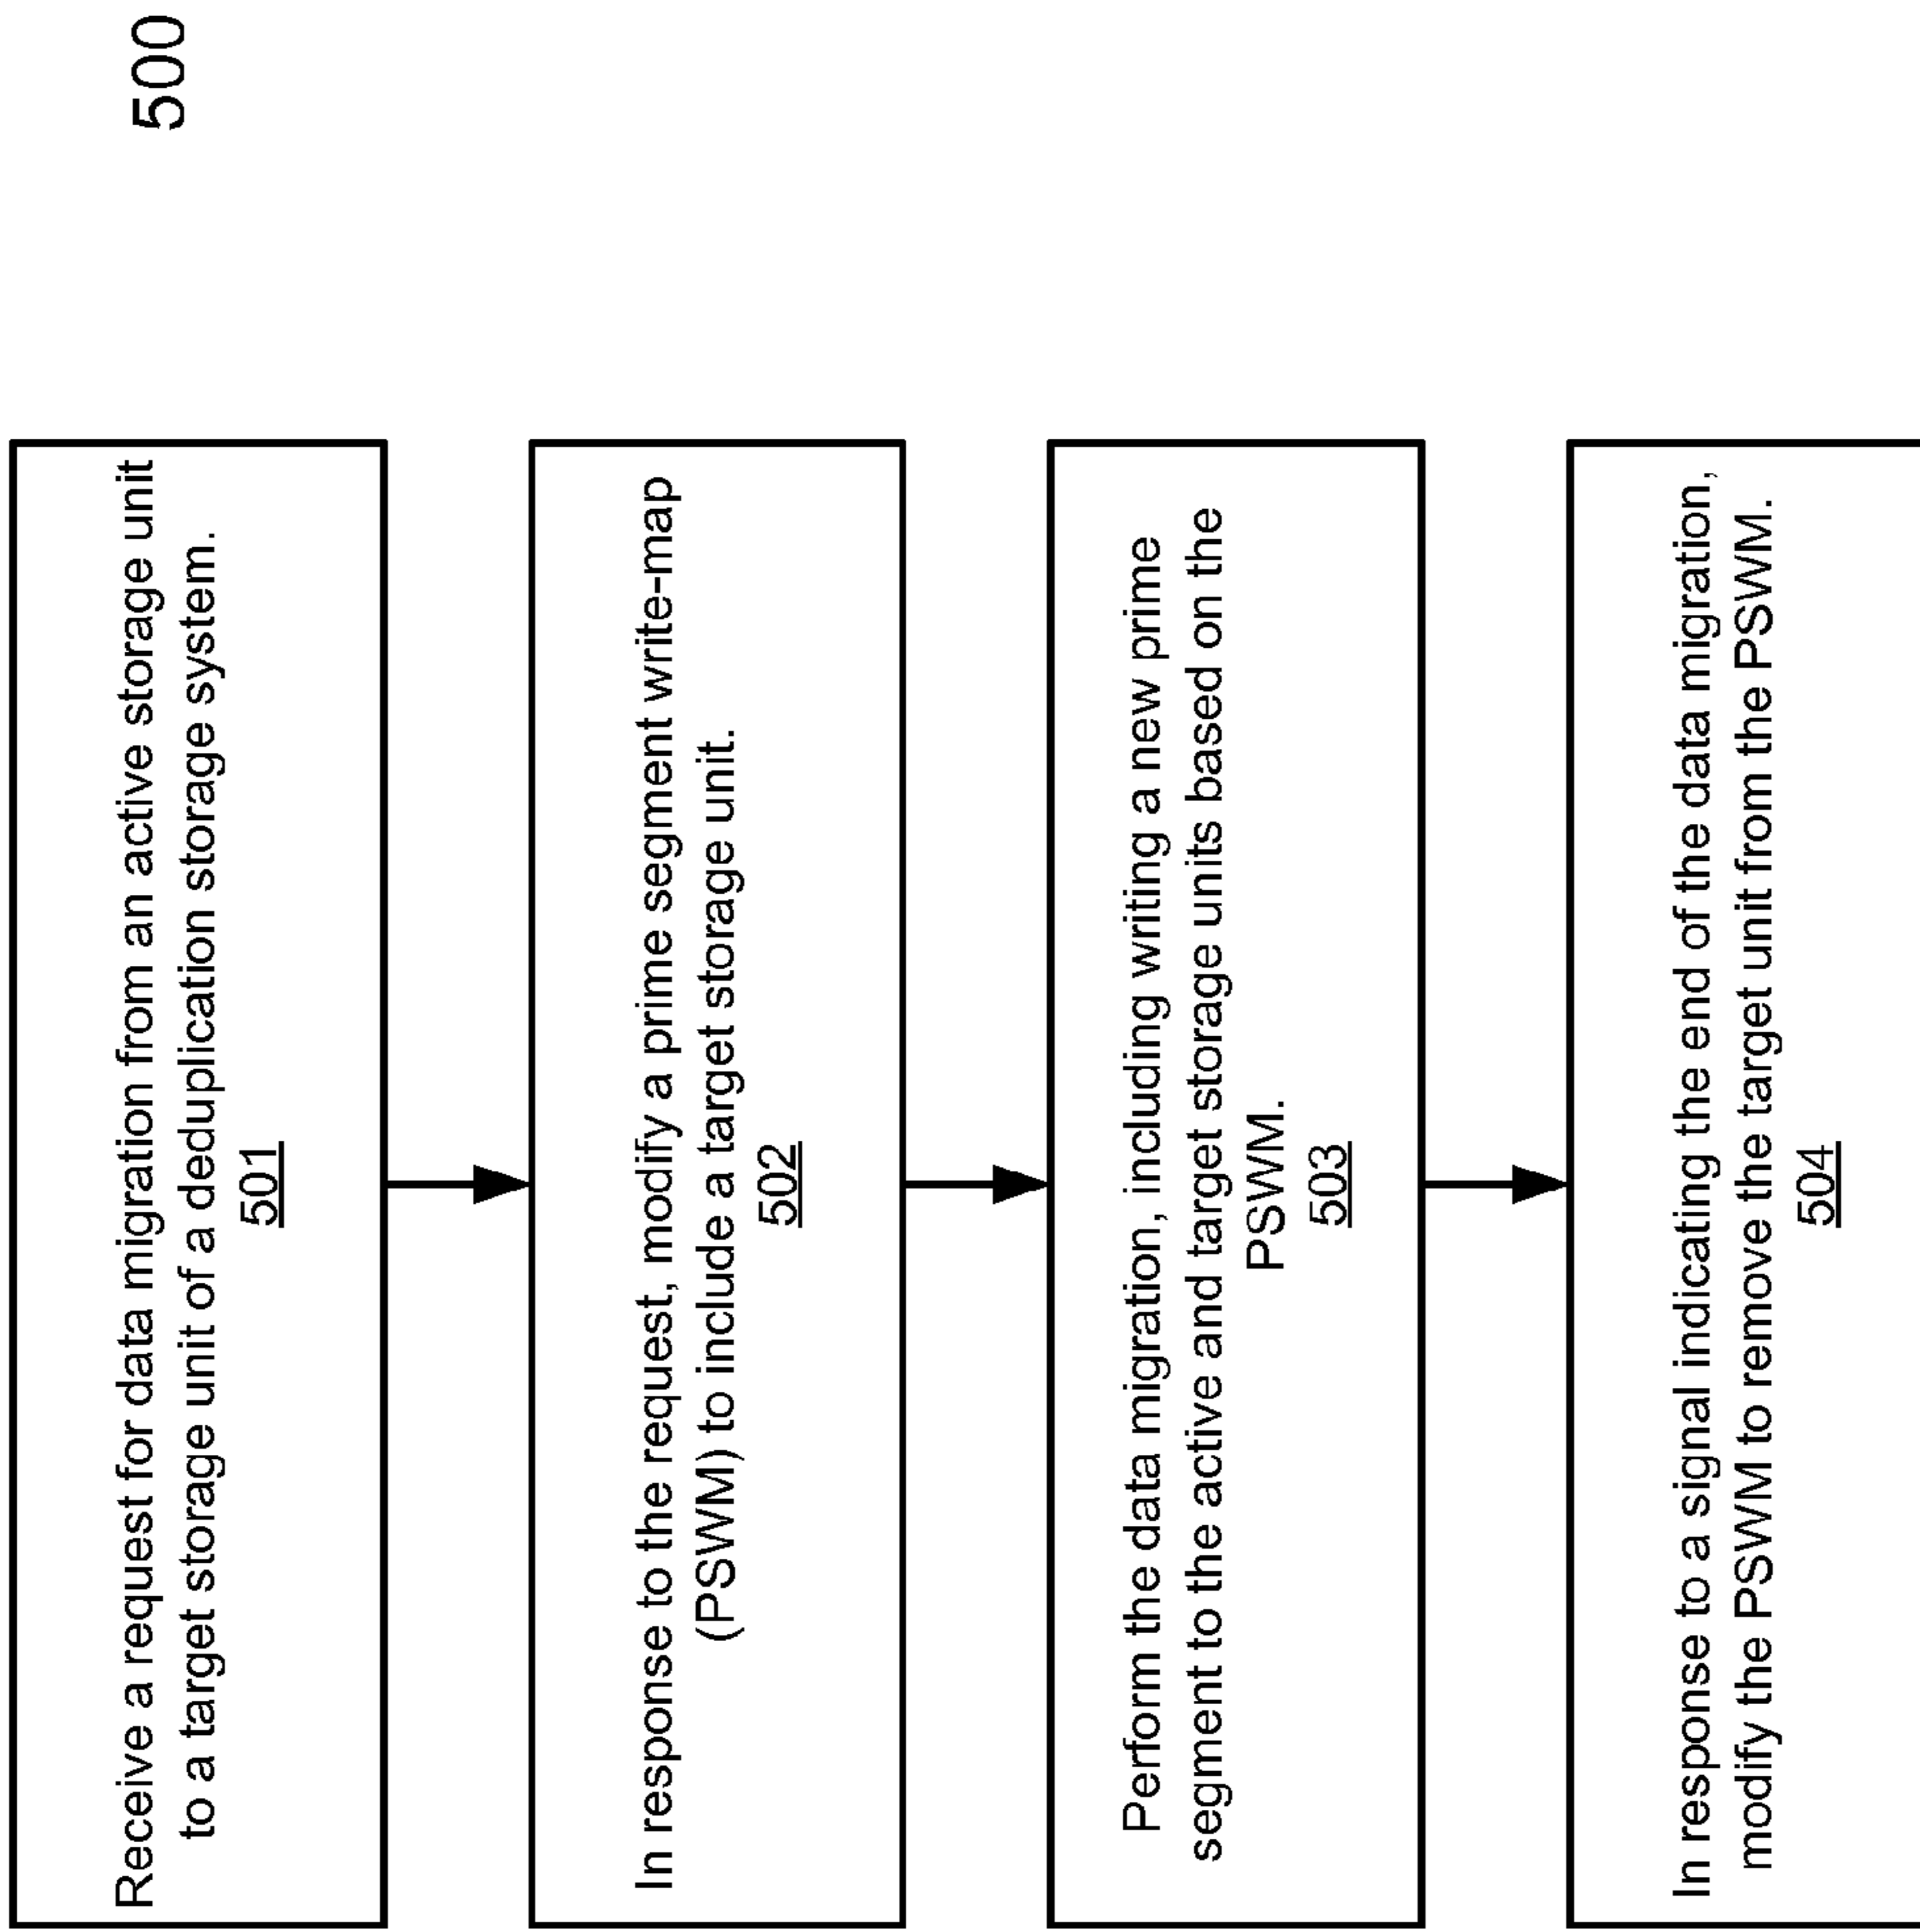 500
Receive a request for data migration from an active storage unit
to a target storage unit of a deduplication storage system.
501
In response to the request, modify a prime segment write-map
(PSWM) to include a target storage unit.
502
Perform the data migration, including writing a new prime
segment to the active and target storage units based on the
PSWM.
503
In response to a signal indicating the end of the data migration,
modify the PSWM to remove the target unit from the PSWM.
504